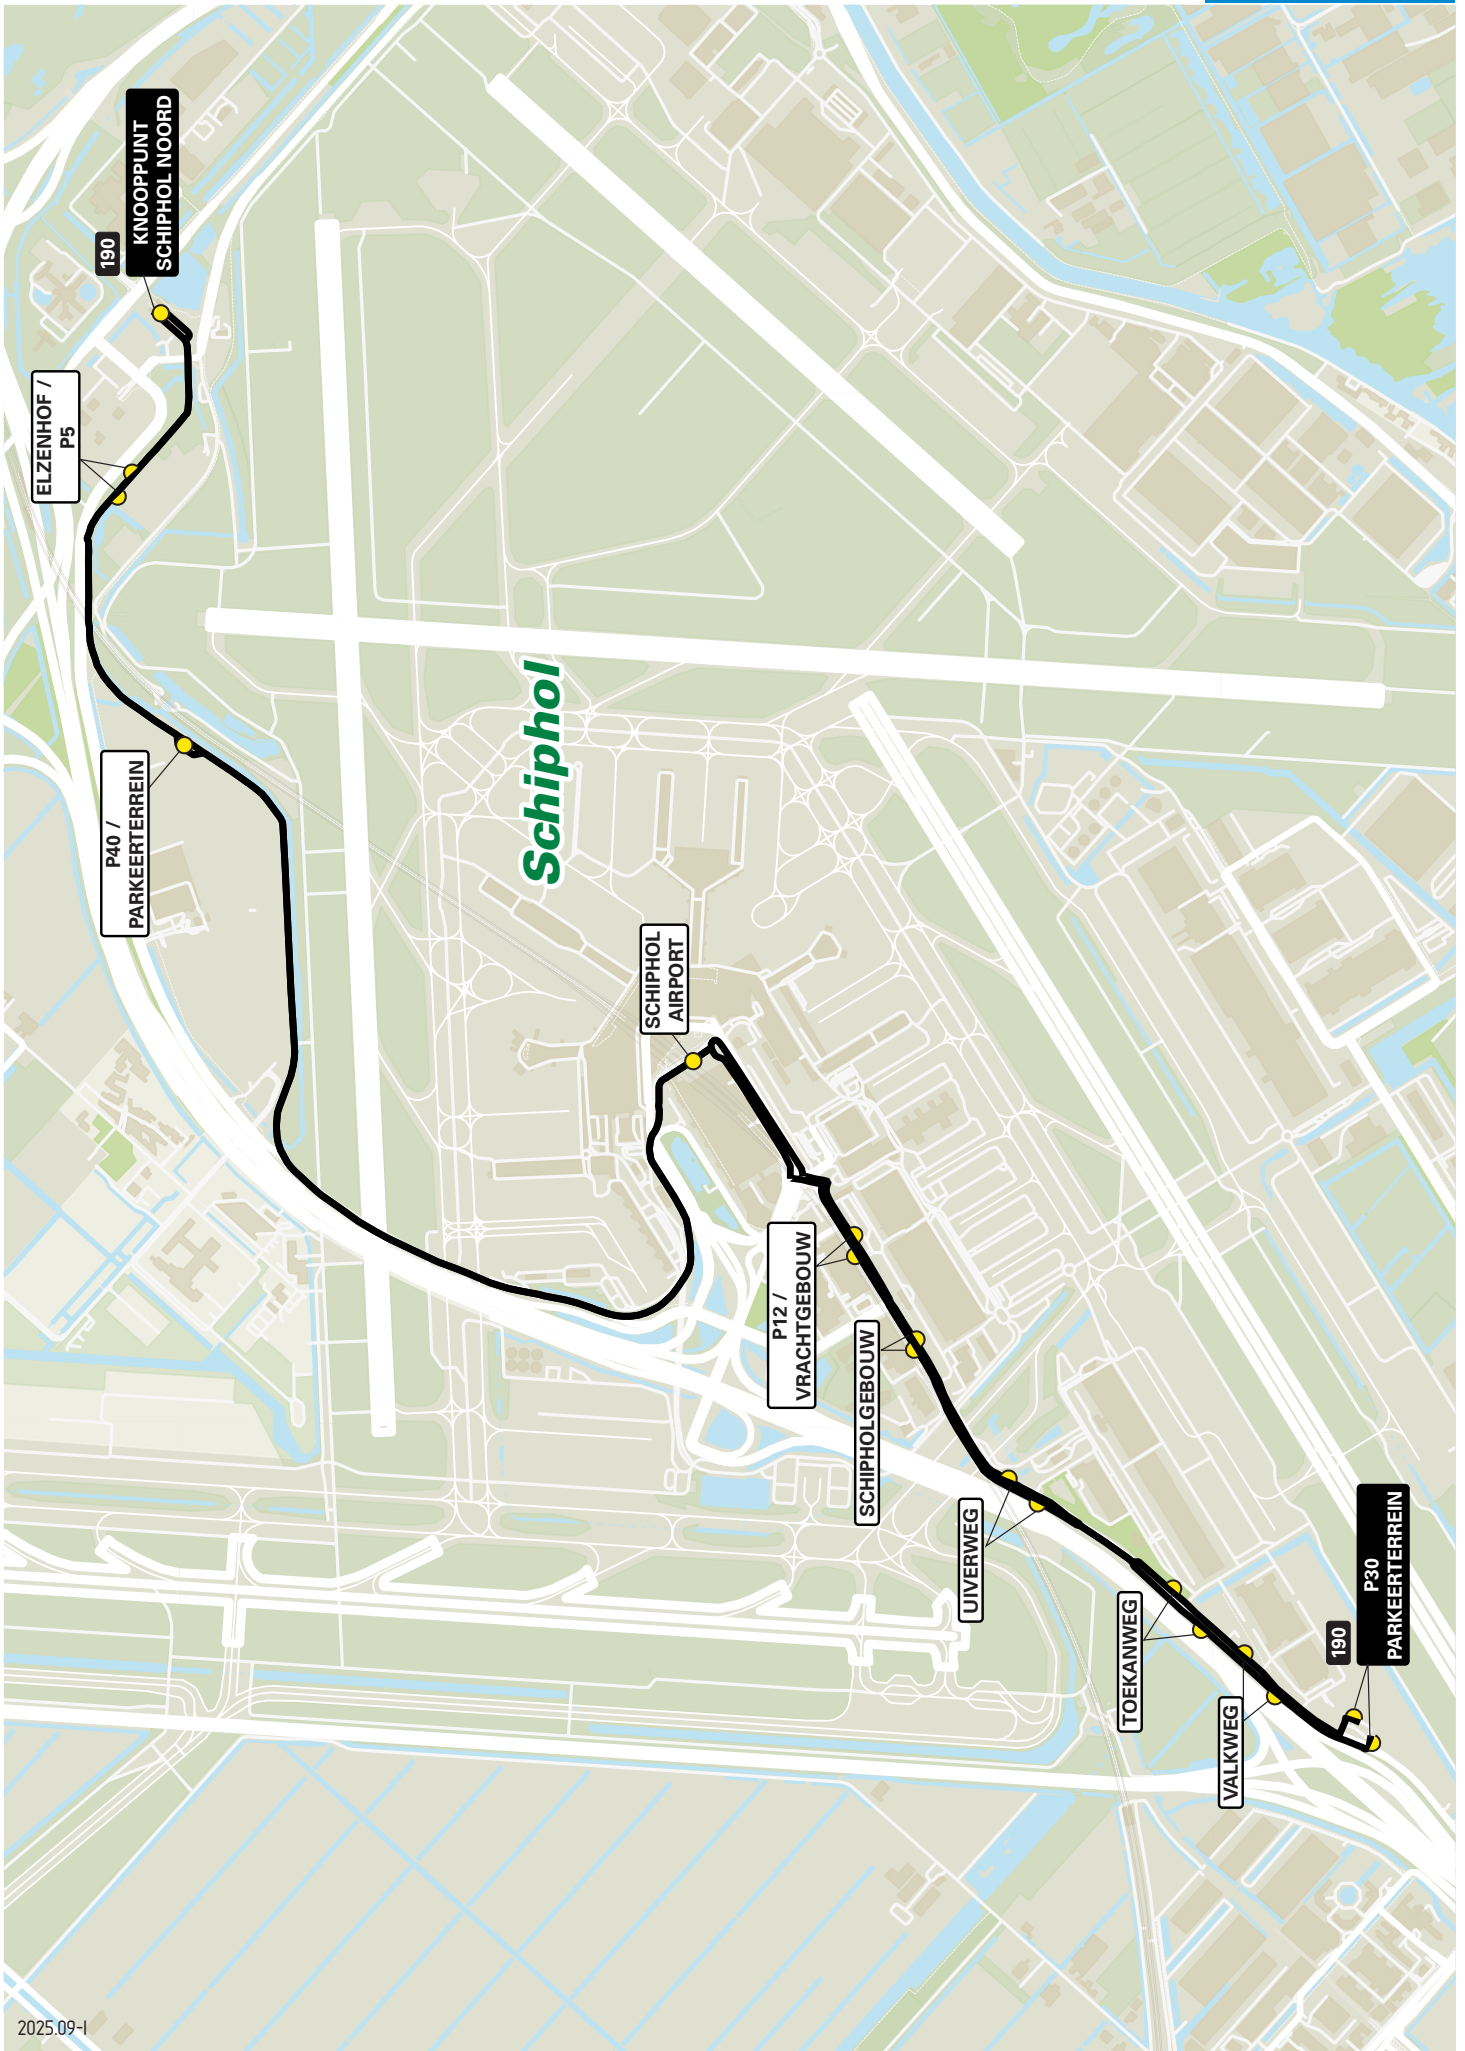 190
KNOOPPUNT
SCHIPHOL NOORD
ELZENHOF /
P5
P40 /
PARKEERTERREIN
Schiphol
SCHIPHOL
AIRPORT
P12 /
VRACHTGEBOUW
SCHIPHOLGEBOUW
UIVERWEG
TOEKANWEG
VALKWEG
190
P30
PARKEERTERREIN
2025.09-I